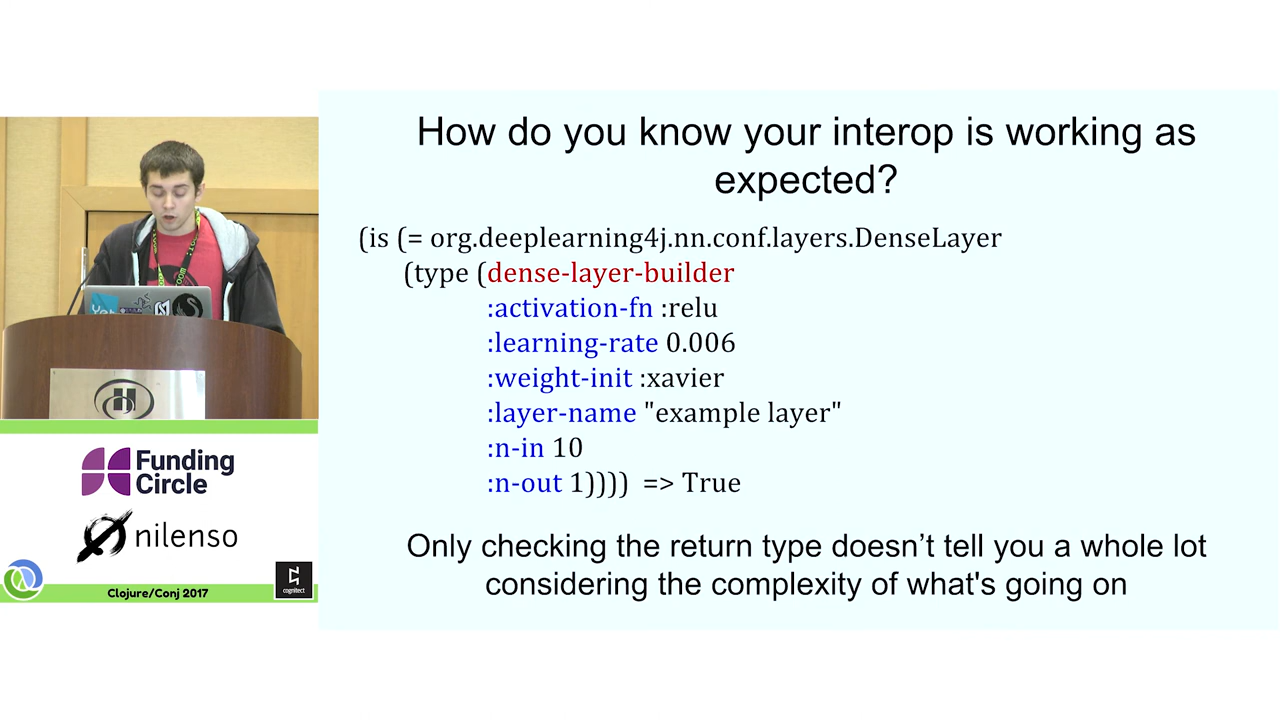 How do you know your interop is working as
expected?
(is (= org.deeplearning4j.nn.conf.layers.DenseLayer
(type (dense-layer-builder
:activation-fn :relu
:learning-rate 0.006
:weight-init :xavier
:layer-name "example layer"
:n-in 10
:n-out 1)))) => True
Only checking the return type doesn't tell you a whole lot
considering the complexity of what's going on
H
Funding
Circle
nilenso
Clojure/Conj 2017
cognitect